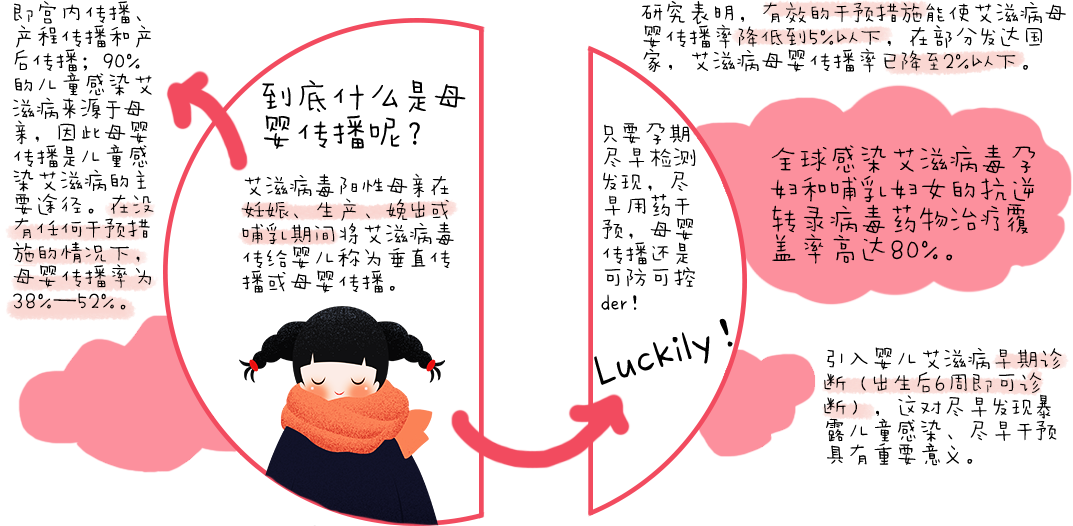 即宫内传播、
产程传播和产
后传播；90%
的儿童感染艾
滋病来源于母
亲，因此母婴
传播是儿童感
染艾滋病的主
要途径。在没
有任何干预措
施的情况下，
母婴传播率为
38%—52%。
到底什么是母
婴传播呢？
艾滋病毒阳性母亲在
妊娠、生产、娩出或
哺乳期间将艾滋病毒
传给婴儿称为垂直传
播或母婴传播。
只要孕期
尽早检测
发现，尽
早用药干
预，母婴
传播还是
可防可控
der！
Luckily！
研究表明，有效的干预措施能使艾滋病母
婴传播率降低到5%以下，在部分发达国
家，艾滋病母婴传播率已降至2%以下。
全球感染艾滋病毒孕
妇和哺乳妇女的抗逆
转录病毒药物治疗覆
盖率高达80%。
引入婴儿艾滋病早期诊
断（出生后6周即可诊
断），这对尽早发现暴
露儿童感染、尽早干预
具有重要意义。